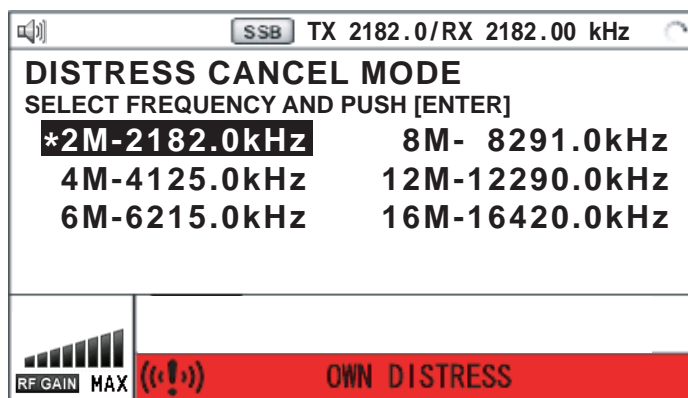 SSB TX 2182.0/RX 2182.00 kHz
DISTRESS CANCEL MODE
SELECT FREQUENCY AND PUSH [ENTER]
*2M-2182.0kHz 8M- 8291.0kHz
4M-4125.0kHz 12M-12290.0kHz
6M-6215.0kHz 16M-16420.0kHz
RF GAIN MAX OWN DISTRESS